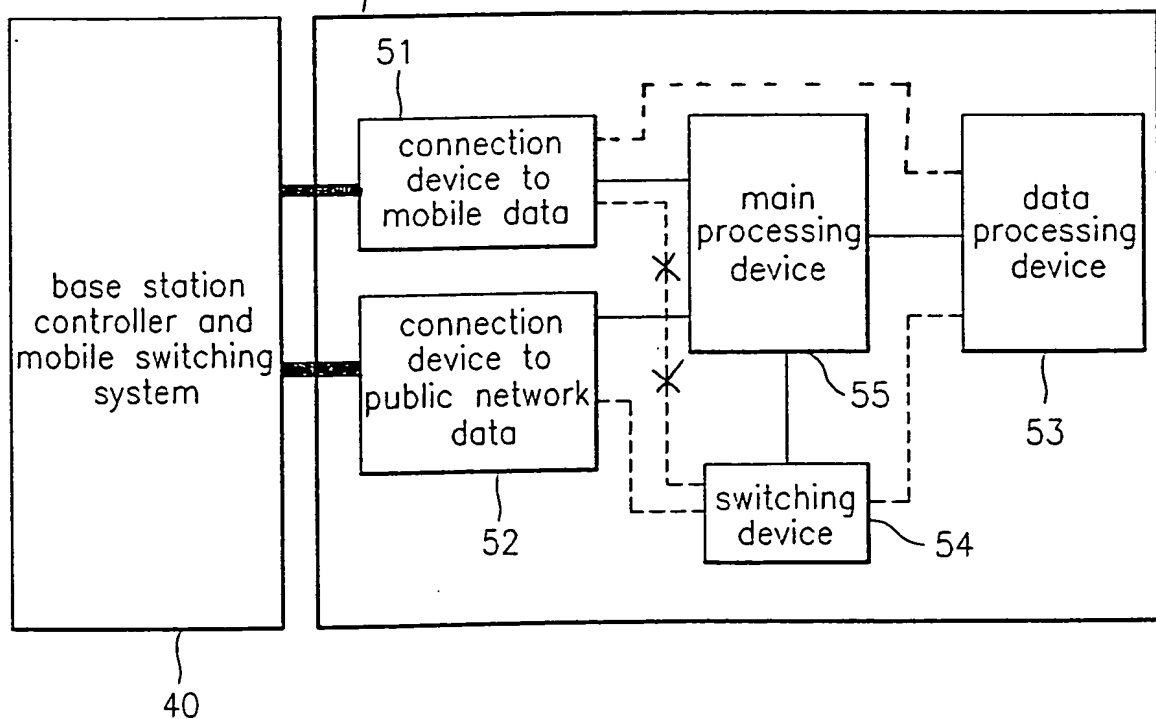 51
connection
device to
mobile data
main
processing
device
data
processing
device
base station
controller and
mobile switching
system
connection
device to
public network
data
55
53
switching
device
52
54
40